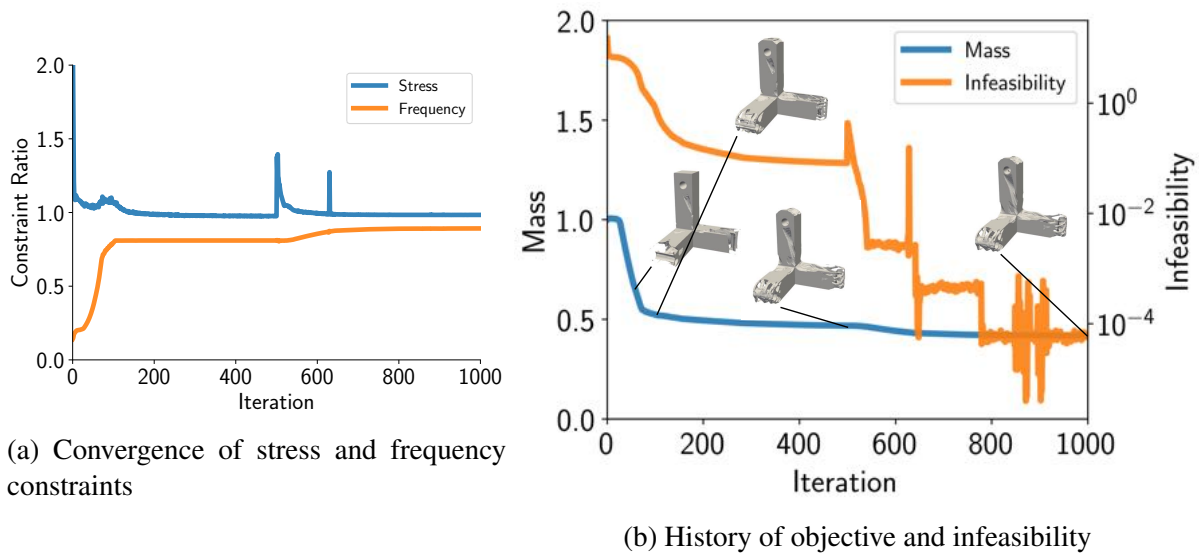 2.0
1.5
1.0
0.5
0.0
Constraint Ratio
0
200
400
600
800
1000
Iteration
Stress
Frequency
(a) Convergence of stress and frequency
constraints
2.0
1.5
1.0
0.5
0.0
Mass
0
200
400
600
800
1000
Iteration
Mass
Infeasibility
10⁰
10⁻²
10⁻⁴
Infeasibility
(b) History of objective and infeasibility